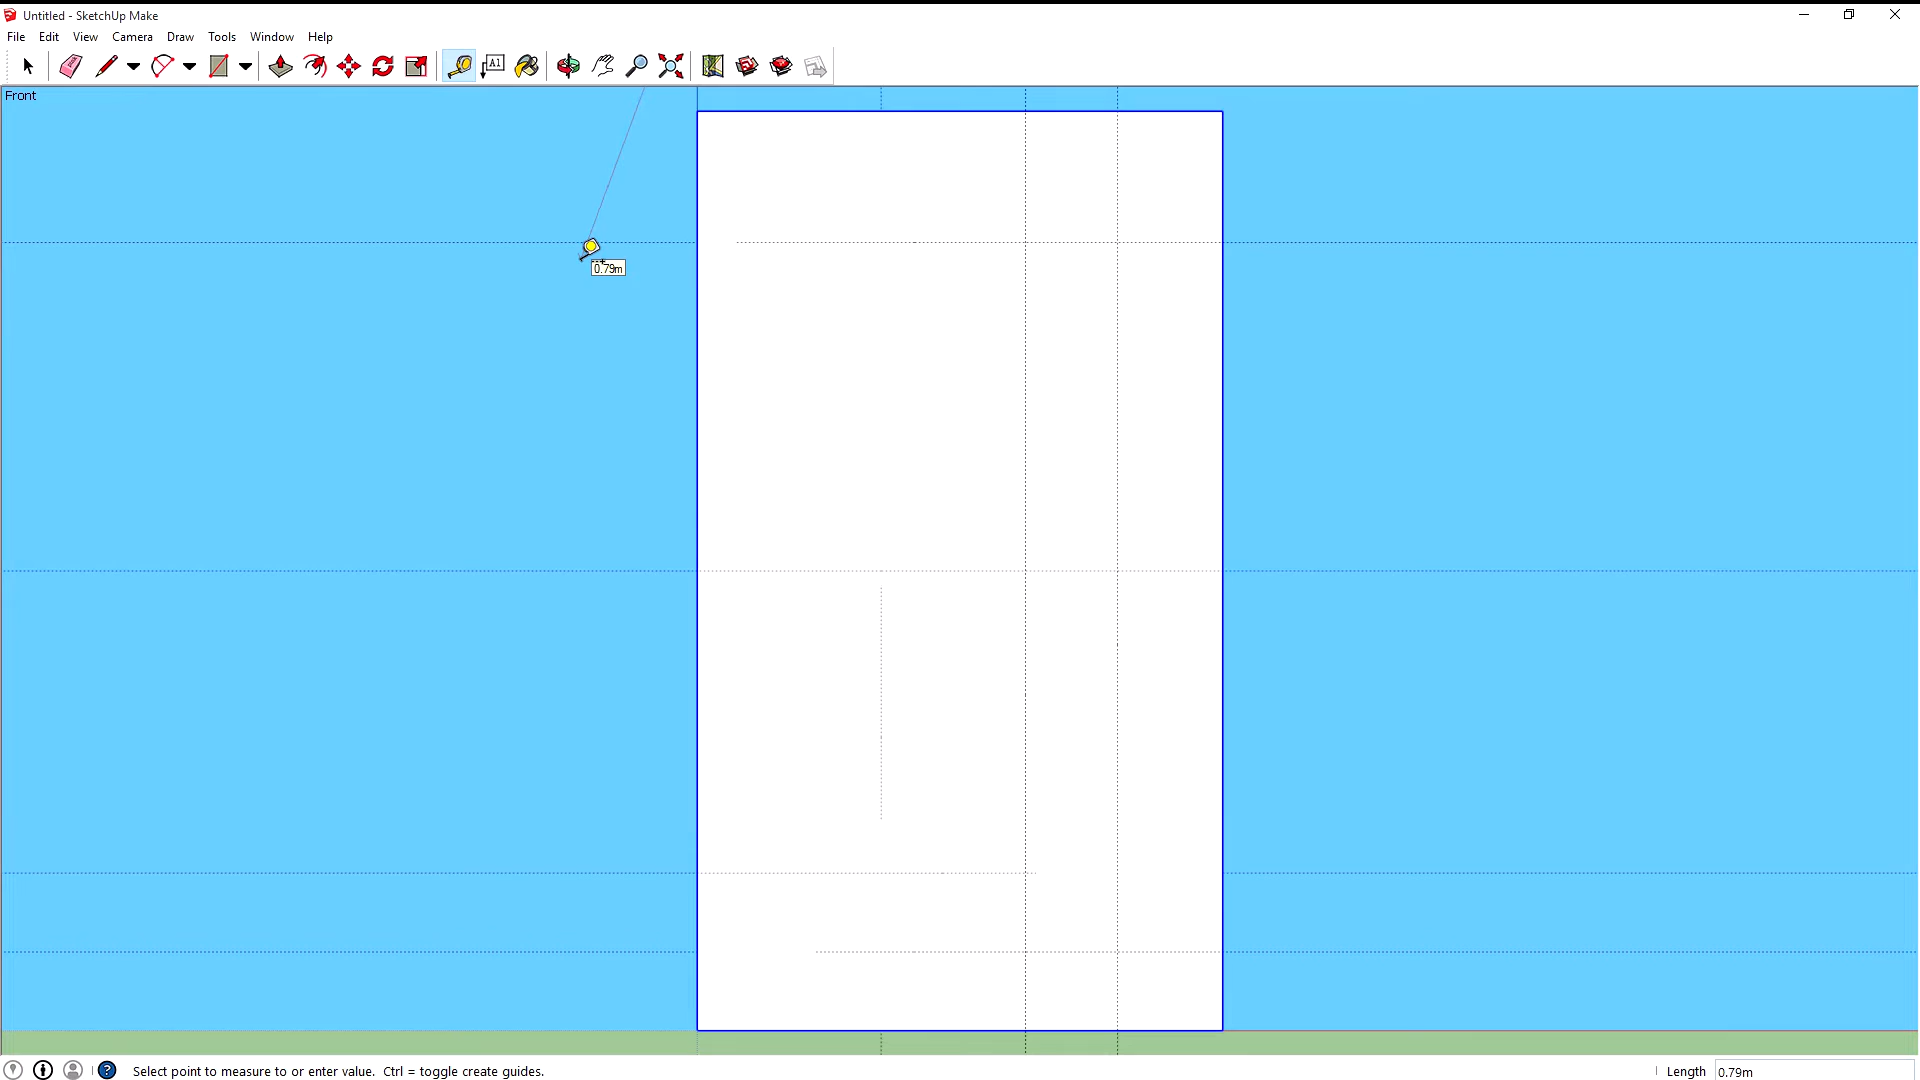 Untitled - SketchUp Make
File Edit View Camera Draw Tools Window Help
A1
Front
0.79m
Select point to measure to or enter value. Ctrl = toggle create guides.
Length 0.79m